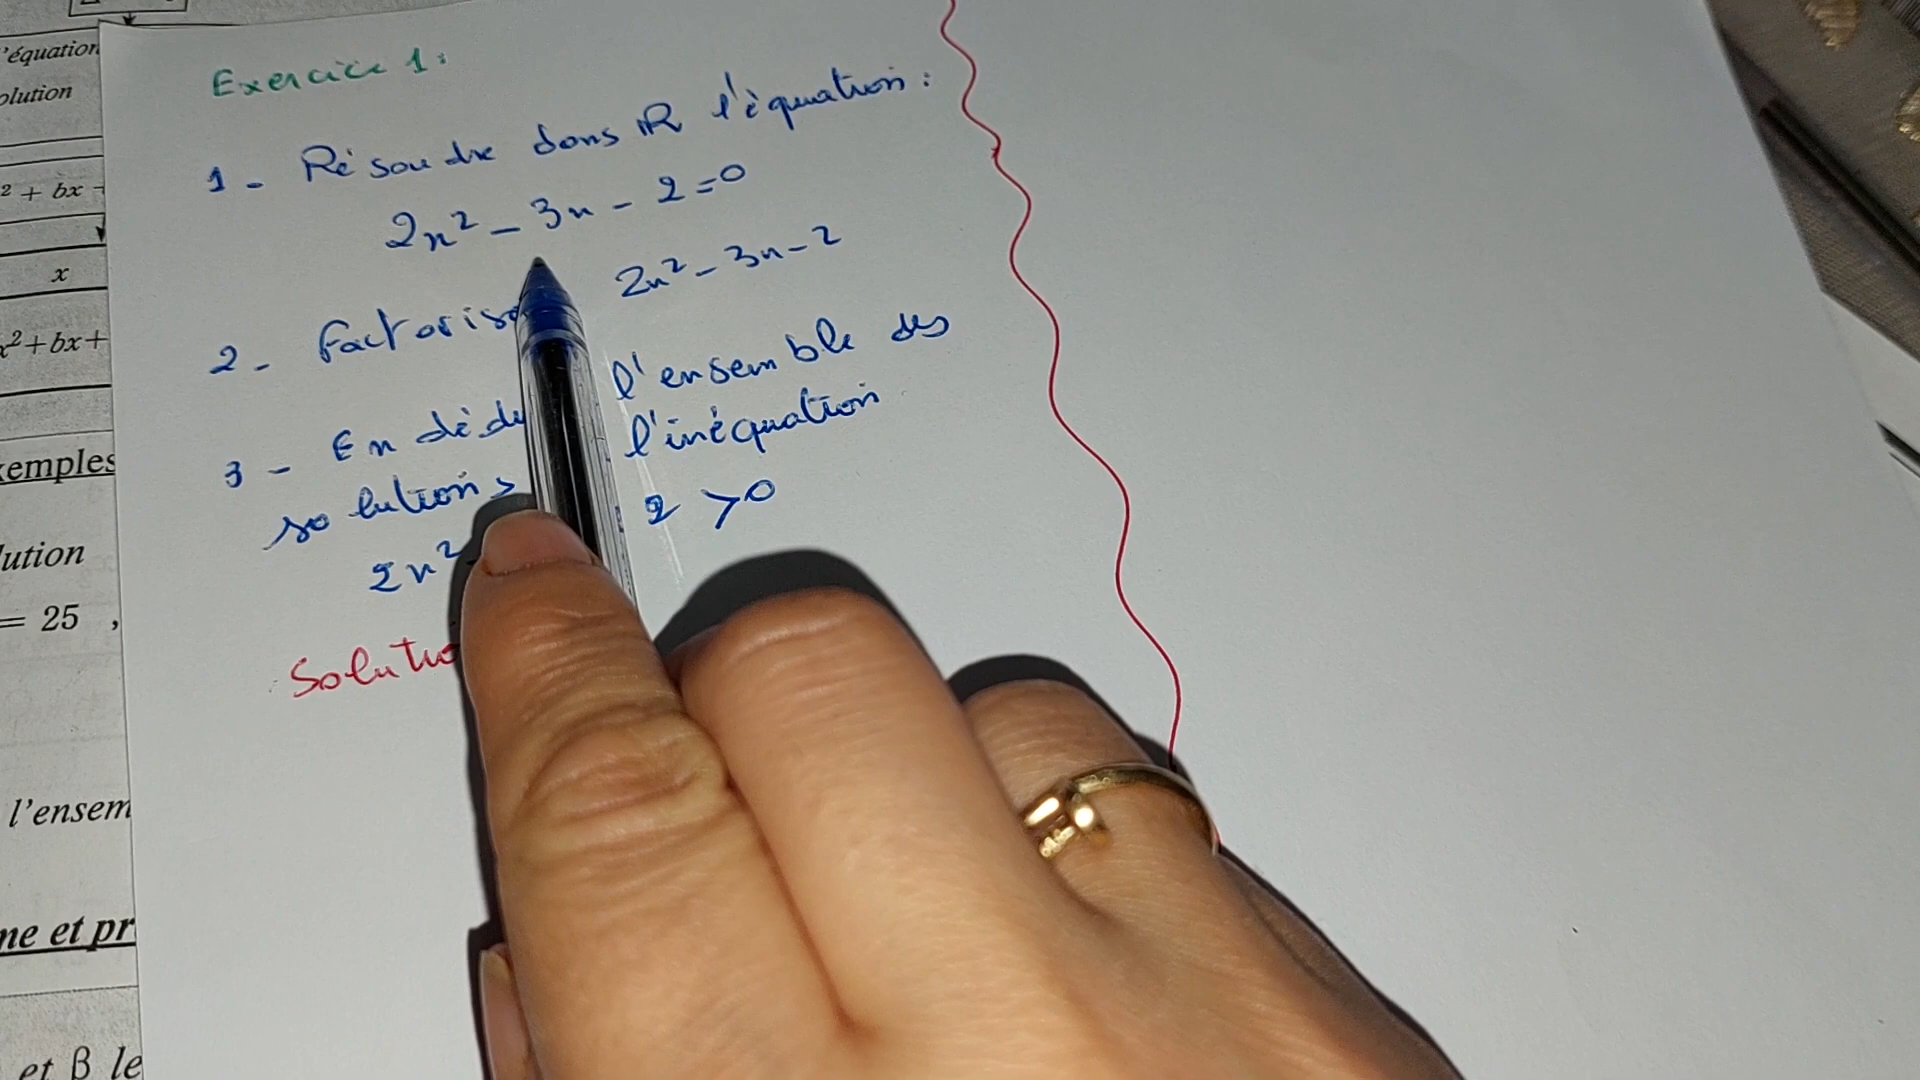 'équation
olution
² + bx -
x
x²+bx+
xemples
lution
= 25 ,
l'ensem
ne et pr
et β le
Exercice 1:
1 - Résoudre dans ℝ l'équation :
2x² - 3x - 2 = 0
2 - Factoris 2x² - 3x - 2
3 - En dédu l'ensemble des
solutions l'inéquation
2x² 2 > 0
Solutio